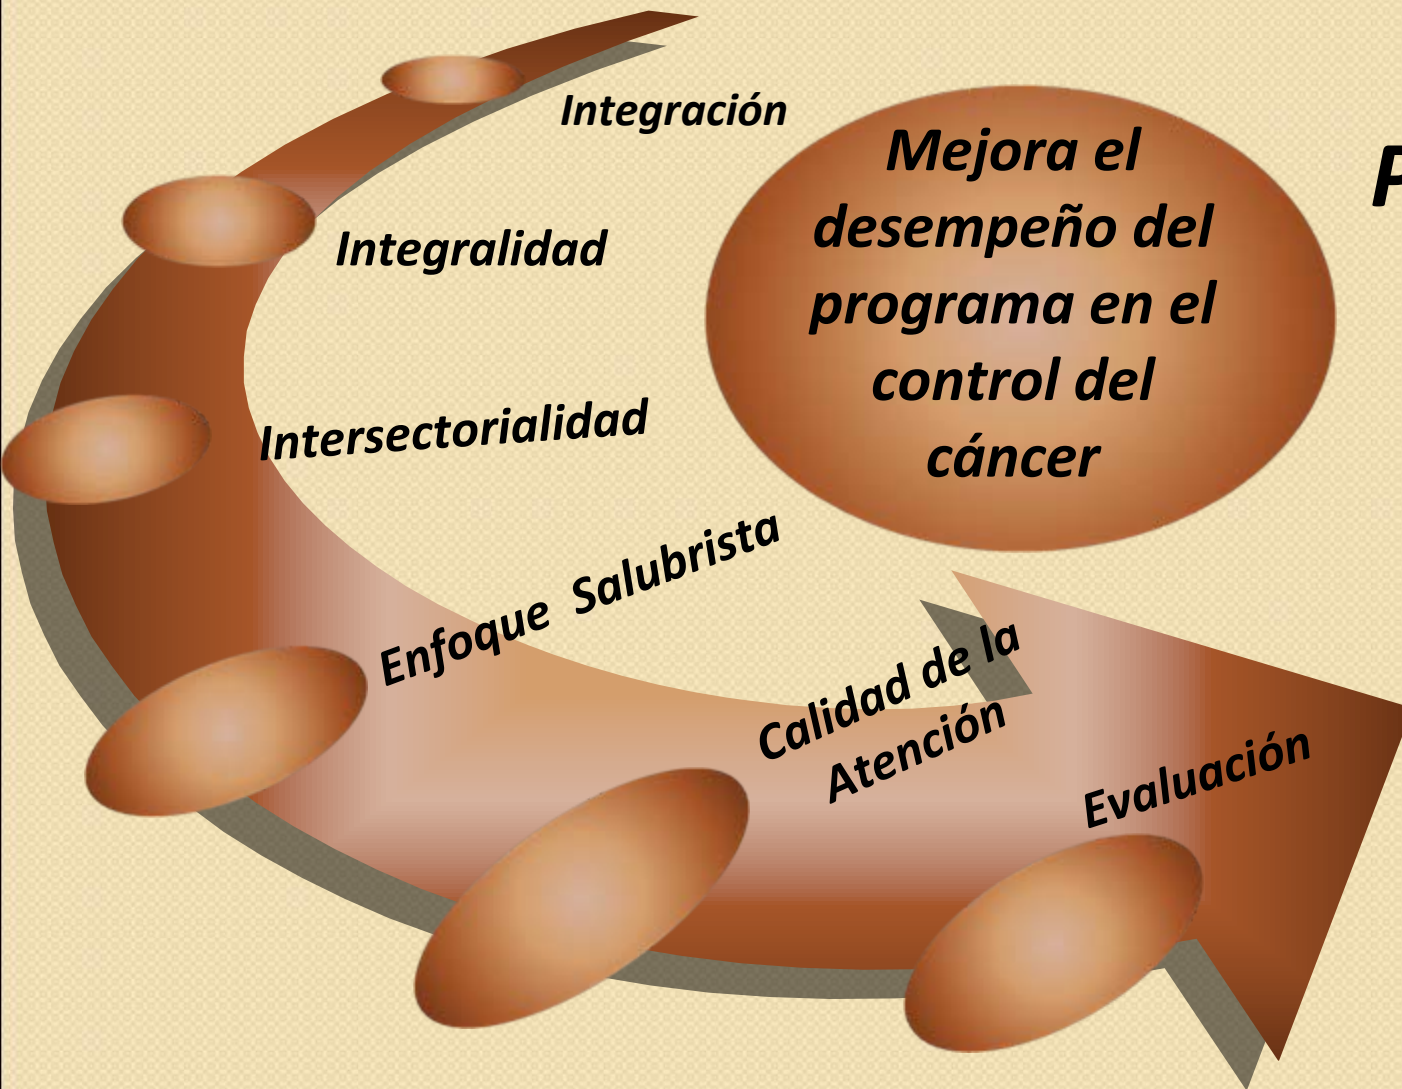 Integración
Mejora el
desempeño del
programa en el
control del
cáncer
P
Integralidad
Intersectorialidad
Enfoque Salubrista
Calidad de la
Atención
Evaluación